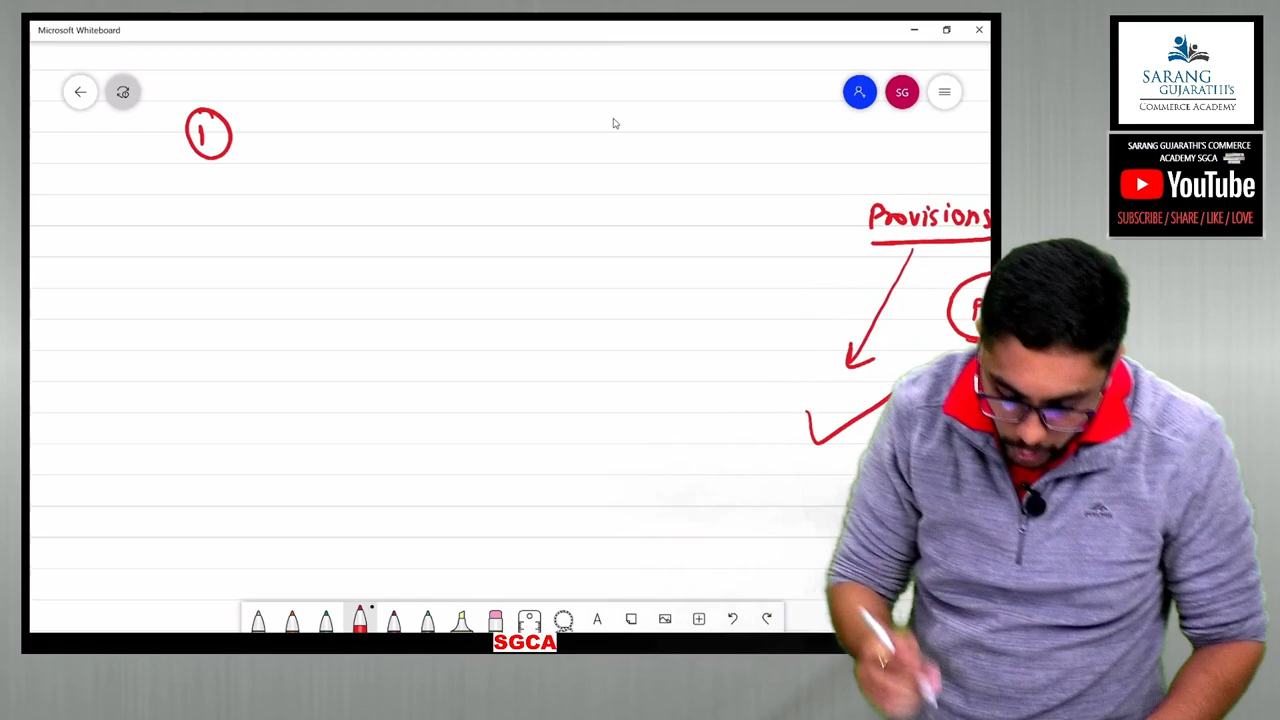 Microsoft Whiteboard
SG
1
Provisions
A
SGCA
SARANG
GUJARATHI'S
COMMERCE ACADEMY
SARANG GUJARATHI'S COMMERCE
ACADEMY SGCA
YouTube
SUBSCRIBE / SHARE / LIKE / LOVE